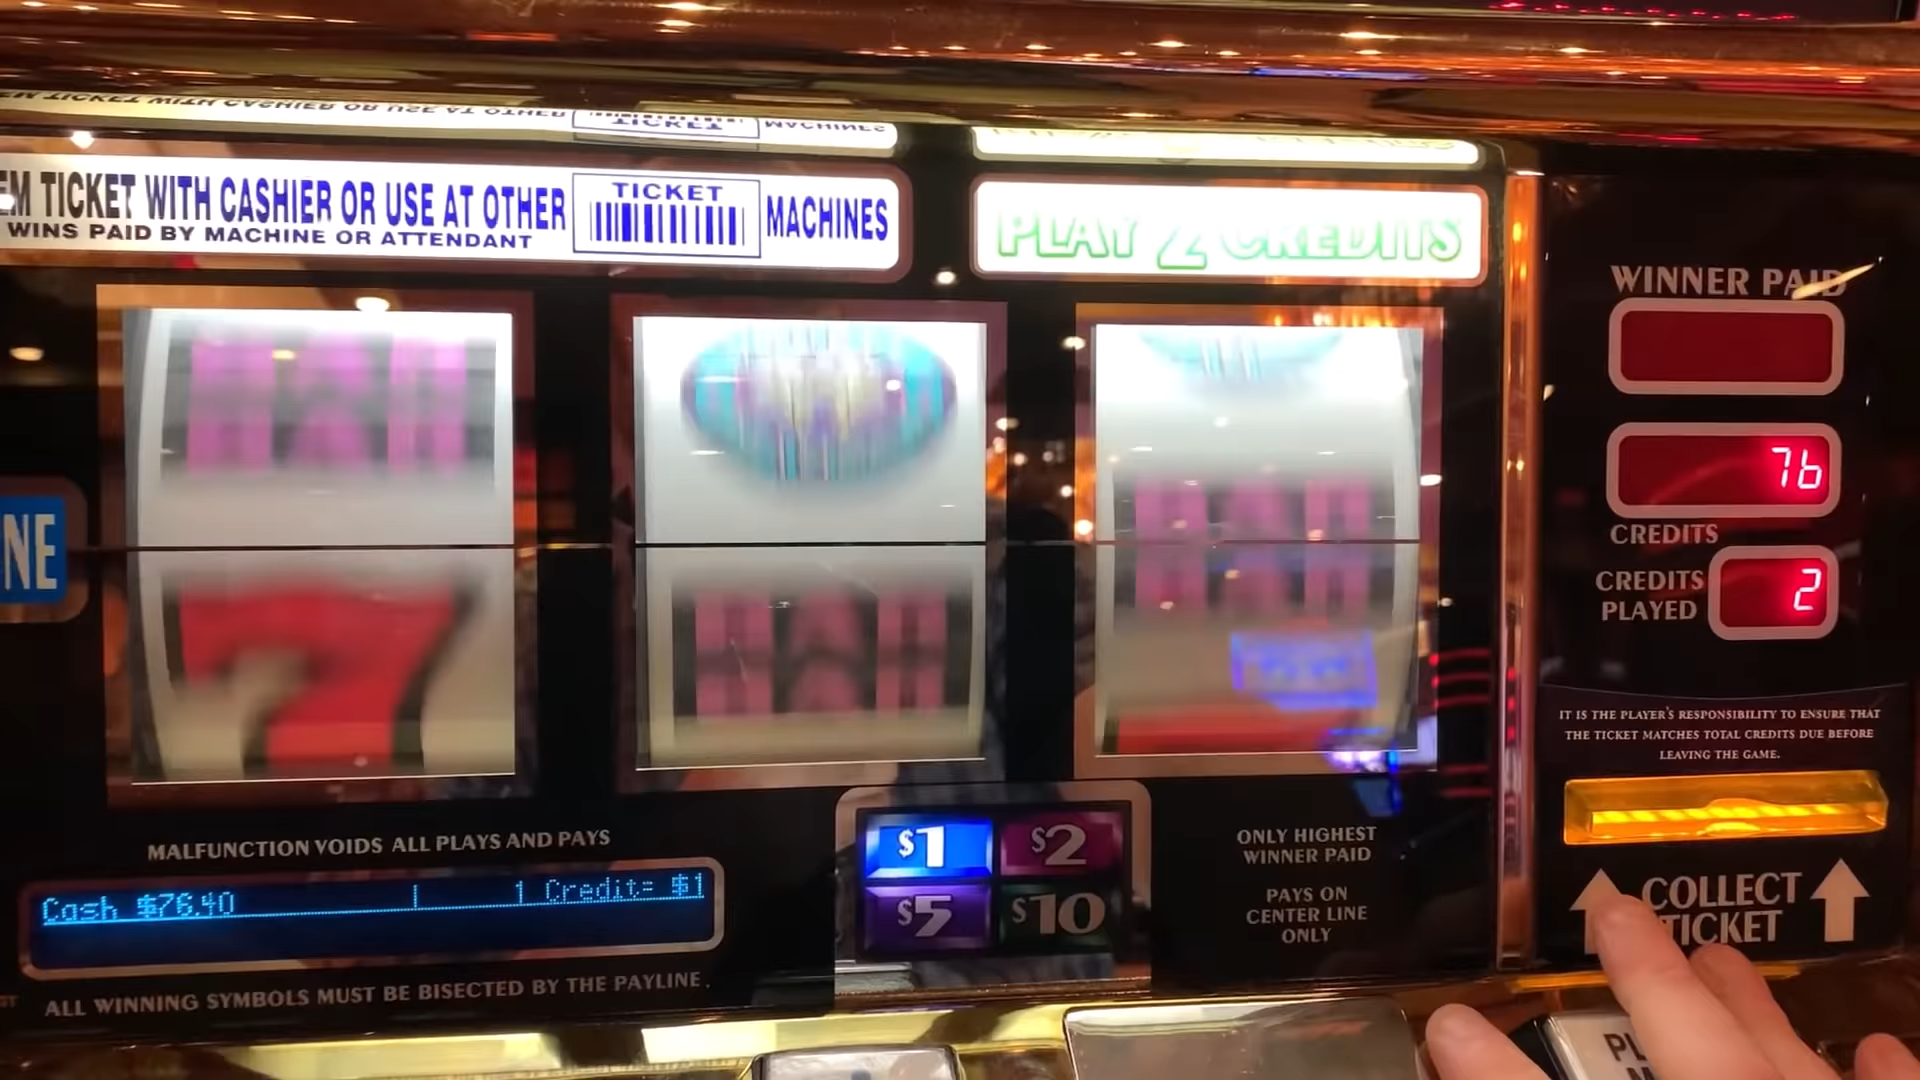 EM TICKET WITH CASHIER OR USE AT OTHER
TICKET
MACHINES
WINS PAID BY MACHINE OR ATTENDANT
PLAY 2 CREDITS
WINNER PAID
76
CREDITS
CREDITS
PLAYED
2
NE
IT IS THE PLAYER'S RESPONSIBILITY TO ENSURE THAT
THE TICKET MATCHES TOTAL CREDITS DUE BEFORE
LEAVING THE GAME.
MALFUNCTION VOIDS ALL PLAYS AND PAYS
Cash $76.40 1 Credit= $1
ALL WINNING SYMBOLS MUST BE BISECTED BY THE PAYLINE.
$1 $2
$5 $10
ONLY HIGHEST
WINNER PAID
PAYS ON
CENTER LINE
ONLY
COLLECT
TICKET
7
PL